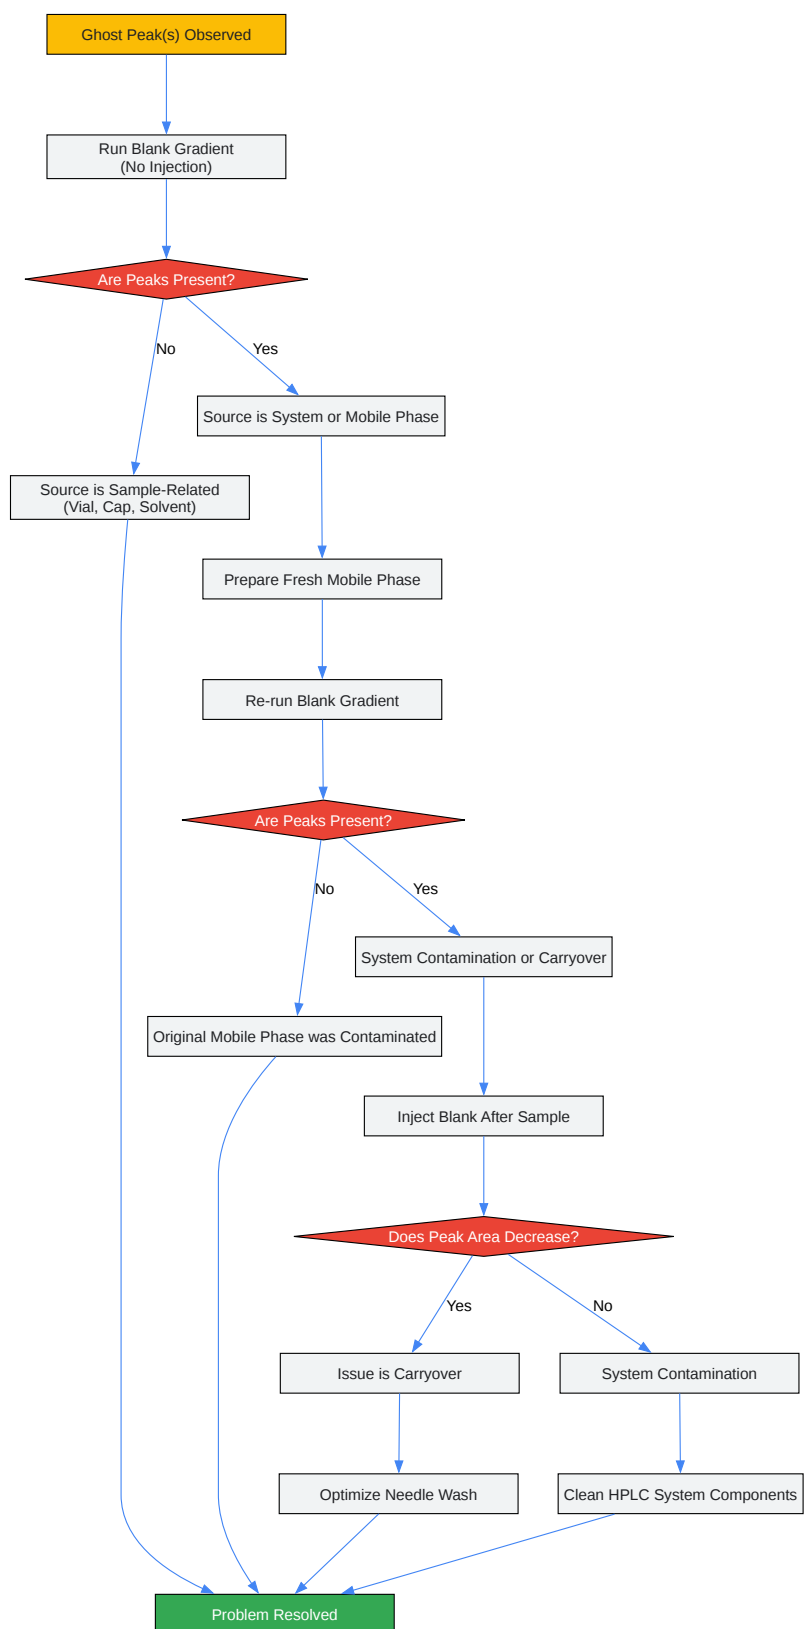 Ghost Peak(s) Observed
Run Blank Gradient
(No Injection)
Are Peaks Present?
No
Yes
Source is System or Mobile Phase
Source is Sample-Related
(Vial, Cap, Solvent)
Prepare Fresh Mobile Phase
Re-run Blank Gradient
Are Peaks Present?
No
Yes
System Contamination or Carryover
Original Mobile Phase was Contaminated
Inject Blank After Sample
Does Peak Area Decrease?
Yes
No
Issue is Carryover
System Contamination
Optimize Needle Wash
Clean HPLC System Components
Problem Resolved